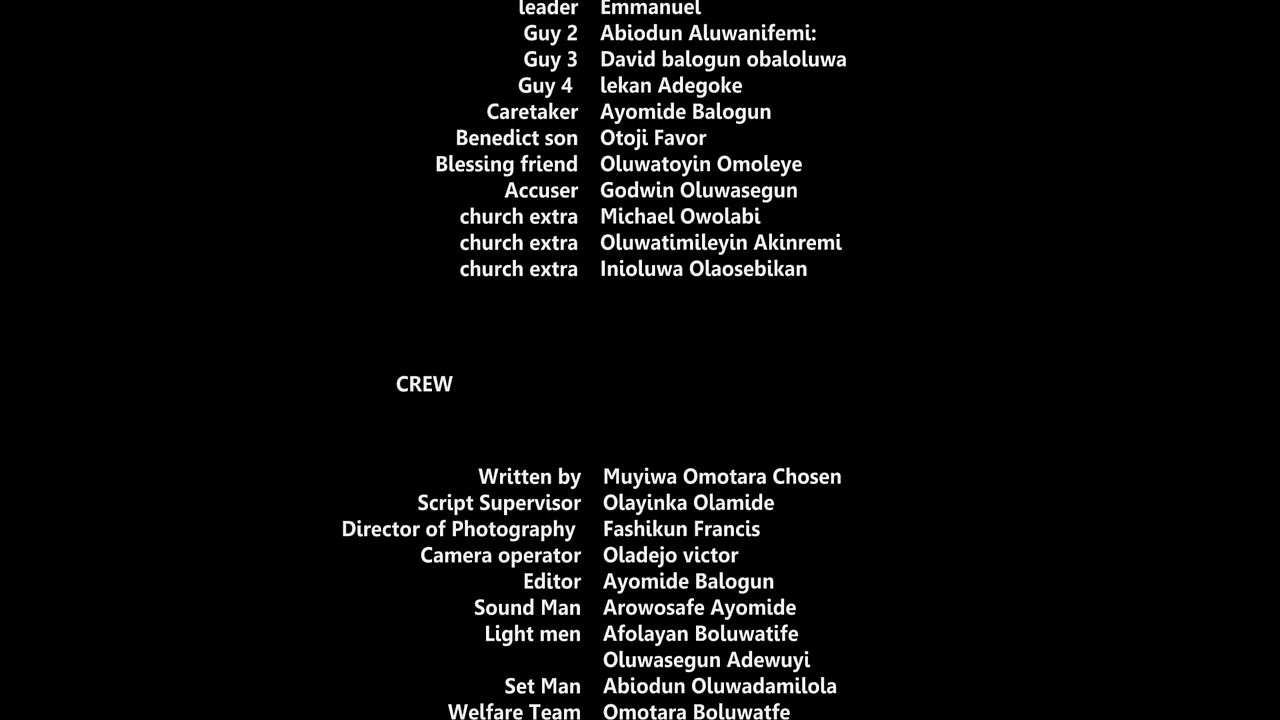 leader Emmanuel
Guy 2 Abiodun Aluwanifemi:
Guy 3 David balogun obaloluwa
Guy 4 lekan Adegoke
Caretaker Ayomide Balogun
Benedict son Otoji Favor
Blessing friend Oluwatoyin Omoleye
Accuser Godwin Oluwasegun
church extra Michael Owolabi
church extra Oluwatimileyin Akinremi
church extra Inioluwa Olaosebikan
CREW
Written by Muyiwa Omotara Chosen
Script Supervisor Olayinka Olamide
Director of Photography Fashikun Francis
Camera operator Oladejo victor
Editor Ayomide Balogun
Sound Man Arowosafe Ayomide
Light men Afolayan Boluwatife
Oluwasegun Adewuyi
Set Man Abiodun Oluwadamilola
Welfare Team Omotara Boluwatfe